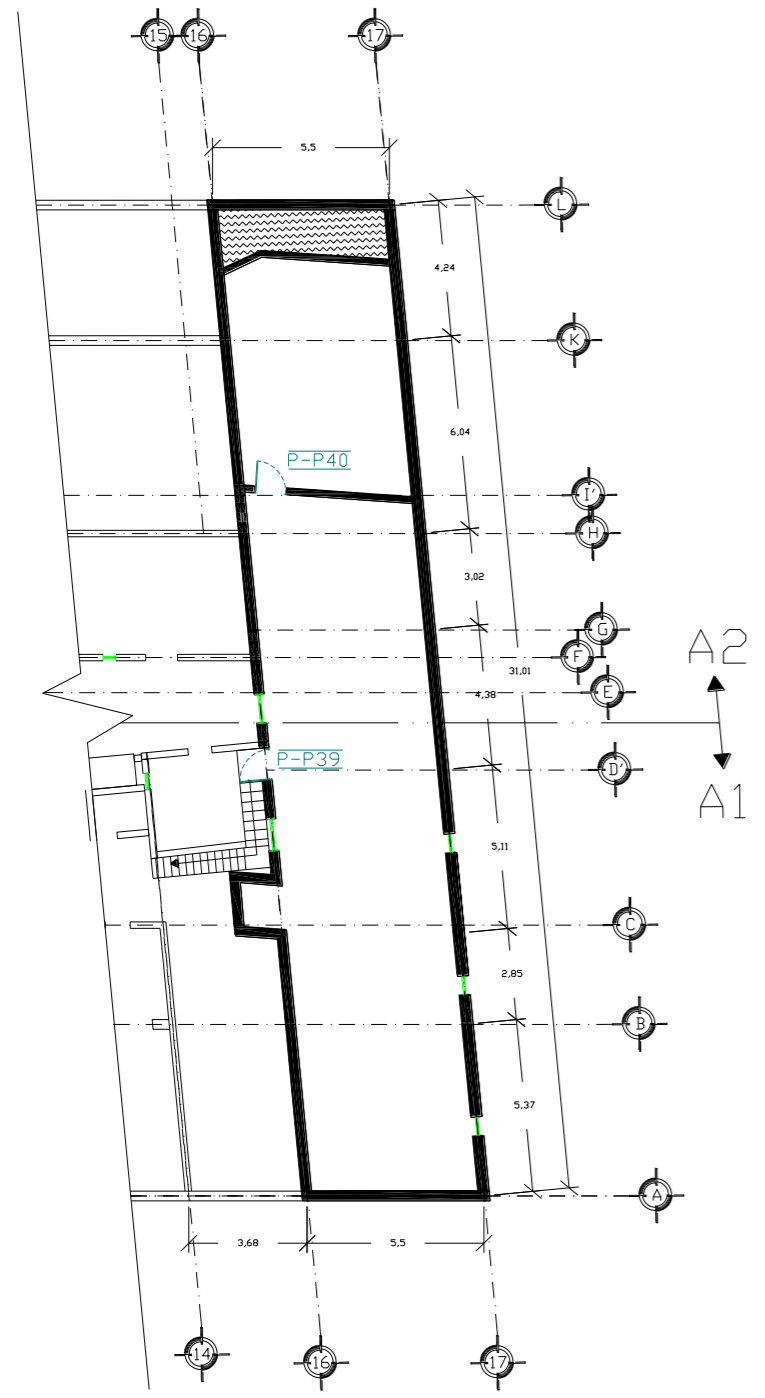 15
16
17
5,5
L
4,24
K
6,04
P-P40
I'
H
3,02
G
F
A2
31,01
E
4,38
P-P39
D'
A1
5,11
C
2,85
B
5,37
A
3,68
5,5
14
16
17